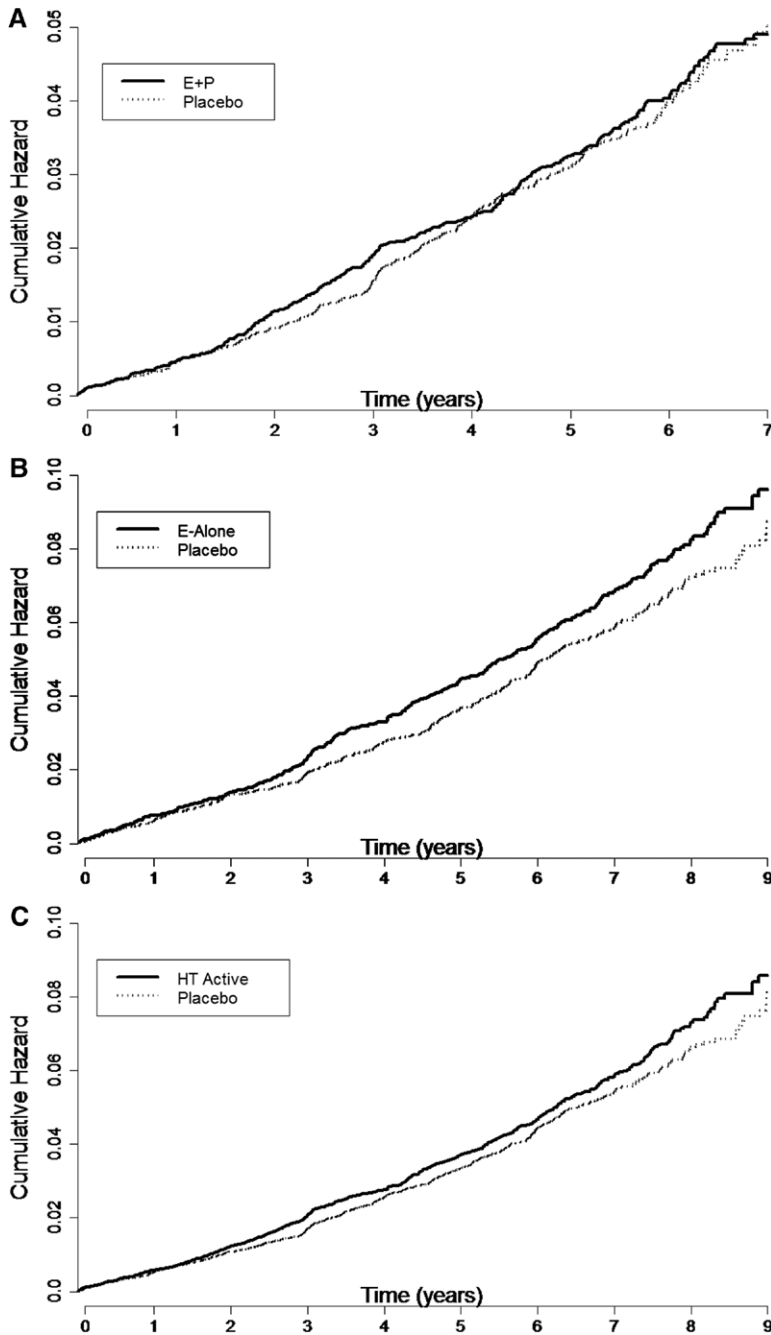 A
Cumulative Hazard
0.05
0.04
0.03
0.02
0.01
0.0
E+P
Placebo
Time (years)
0 1 2 3 4 5 6 7
B
Cumulative Hazard
0.10
0.08
0.06
0.04
0.02
0.0
E-Alone
Placebo
Time (years)
0 1 2 3 4 5 6 7 8 9
C
Cumulative Hazard
0.10
0.08
0.06
0.04
0.02
0.0
HT Active
Placebo
Time (years)
0 1 2 3 4 5 6 7 8 9